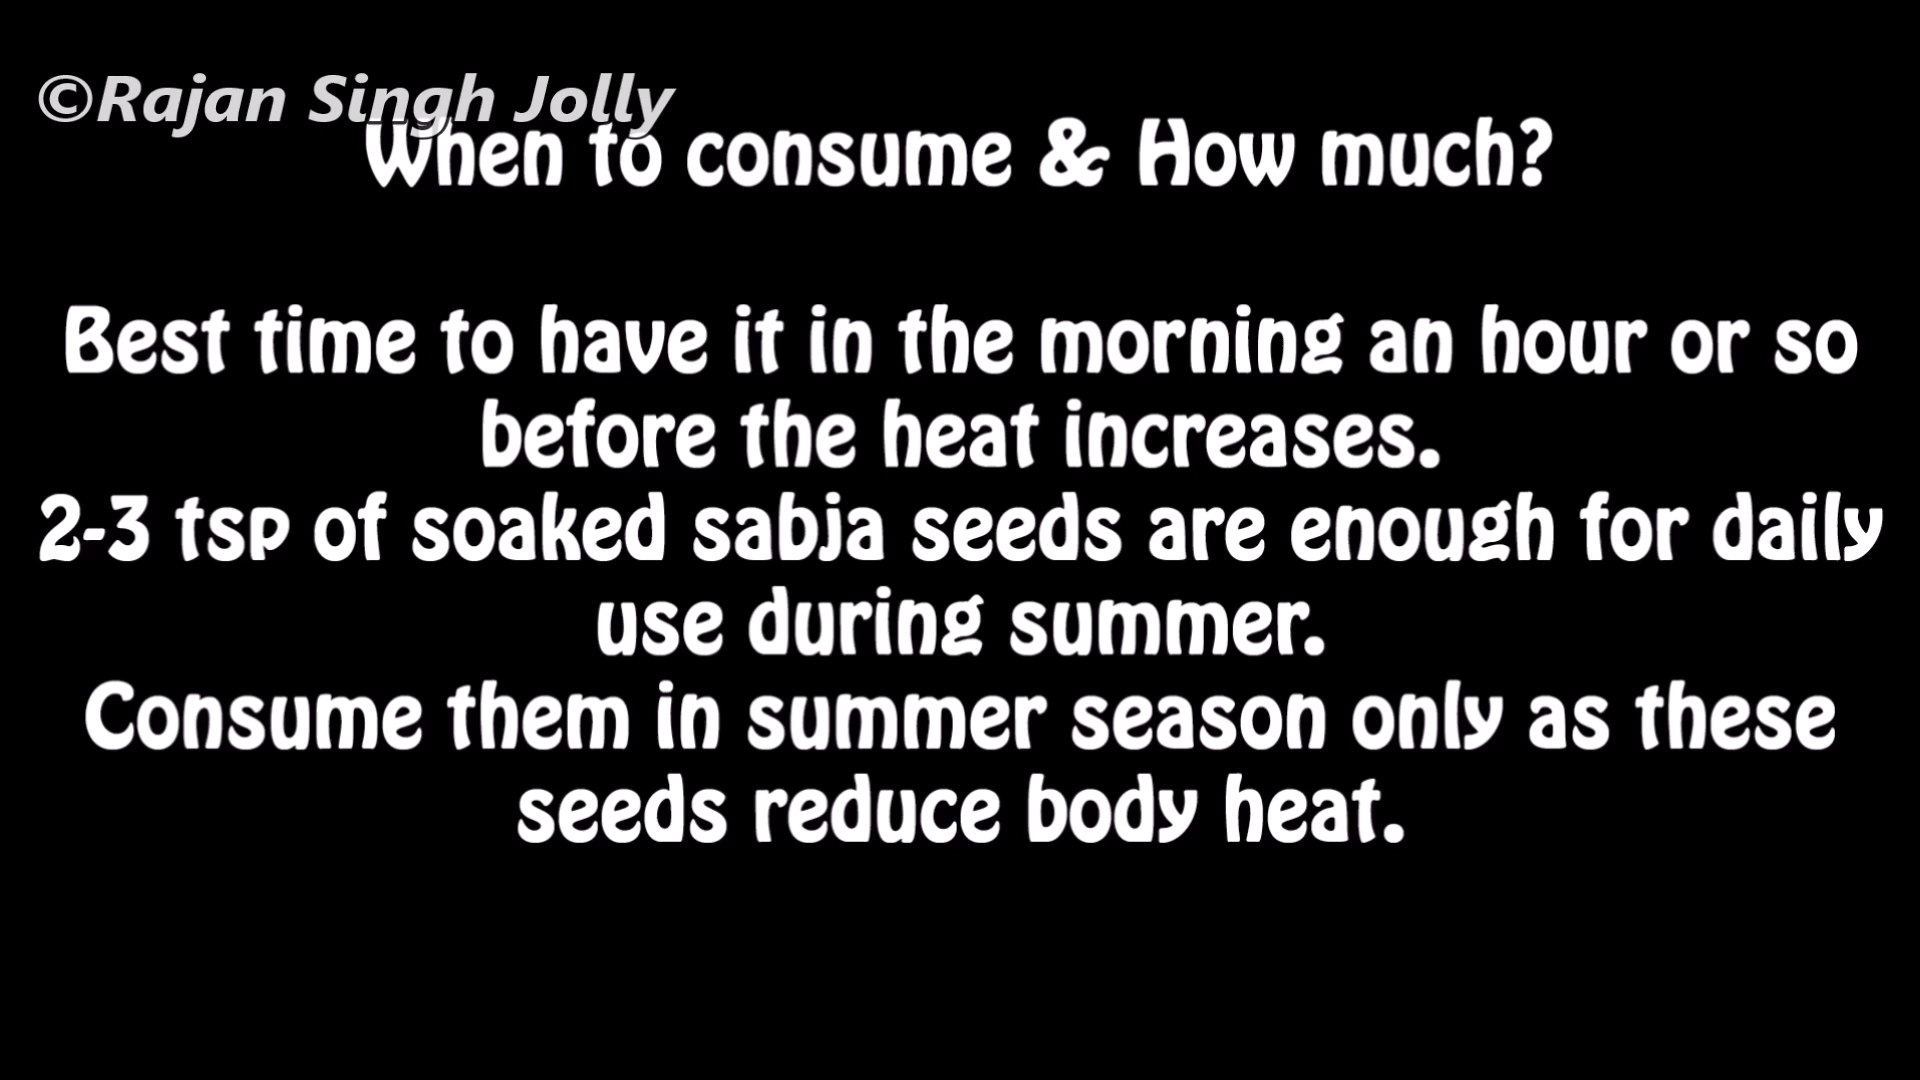 ©Rajan Singh Jolly
When to consume & How much?
Best time to have it in the morning an hour or so
before the heat increases.
2-3 tsp of soaked sabja seeds are enough for daily
use during summer.
Consume them in summer season only as these
seeds reduce body heat.